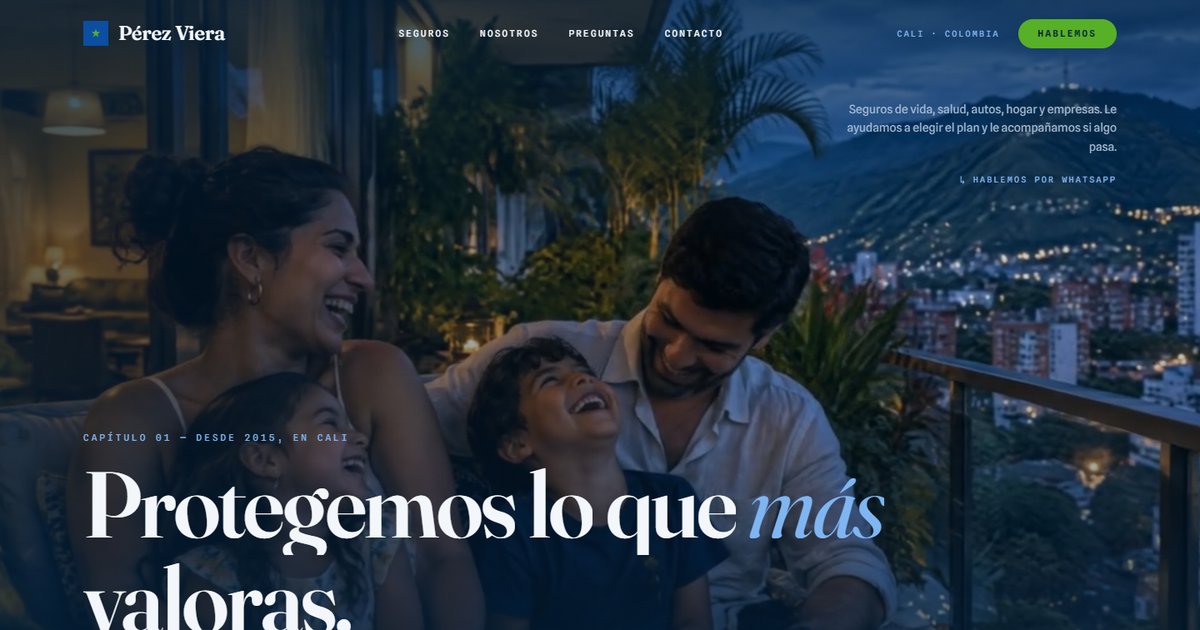 Pérez Viera
SEGUROS NOSOTROS PREGUNTAS CONTACTO
CALI · COLOMBIA
HABLEMOS
Seguros de vida, salud, autos, hogar y empresas. Le
ayudamos a elegir el plan y le acompañamos si algo
pasa.
↳ HABLEMOS POR WHATSAPP
CAPÍTULO 01 — DESDE 2015, EN CALI
Protegemos lo que más
valoras.